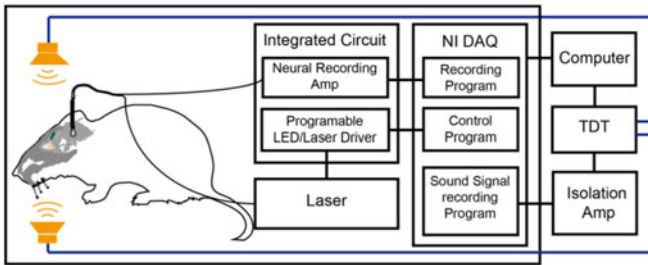 Integrated Circuit
Neural Recording
Amp
Programable
LED/Laser Driver
Laser
NI DAQ
Recording
Program
Control
Program
Sound Signal
recording
Program
Computer
TDT
Isolation
Amp